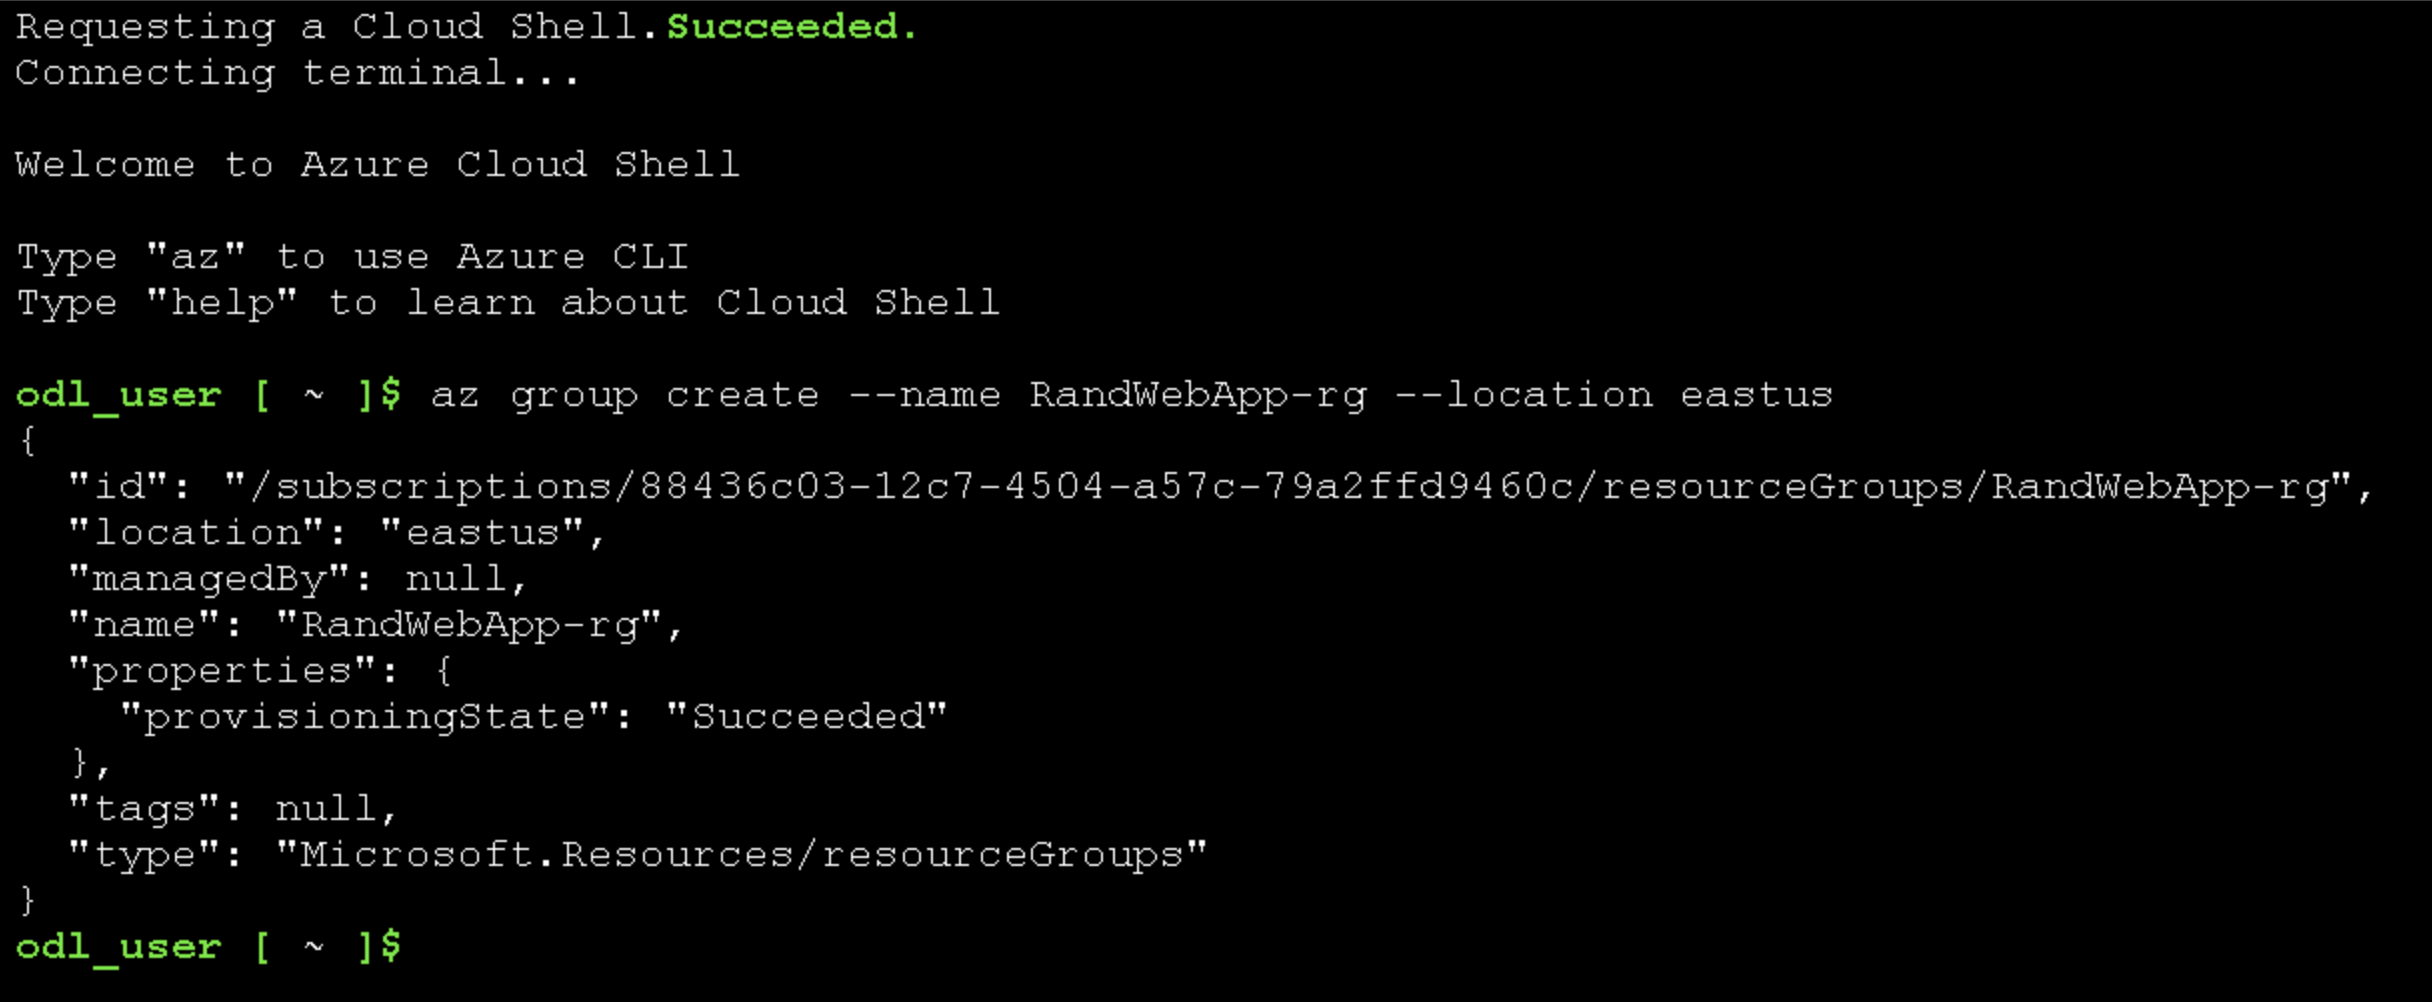 Requesting a Cloud Shell.Succeeded.
Connecting terminal...
Welcome to Azure Cloud Shell
Type "az" to use Azure CLI
Type "help" to learn about Cloud Shell
odl_user [ ~ ]$ az group create --name RandWebApp-rg --location eastus
{
  "id": "/subscriptions/88436c03-12c7-4504-a57c-79a2ffd9460c/resourceGroups/RandWebApp-rg",
  "location": "eastus",
  "managedBy": null,
  "name": "RandWebApp-rg",
  "properties": {
    "provisioningState": "Succeeded"
  },
  "tags": null,
  "type": "Microsoft.Resources/resourceGroups"
}
odl_user [ ~ ]$